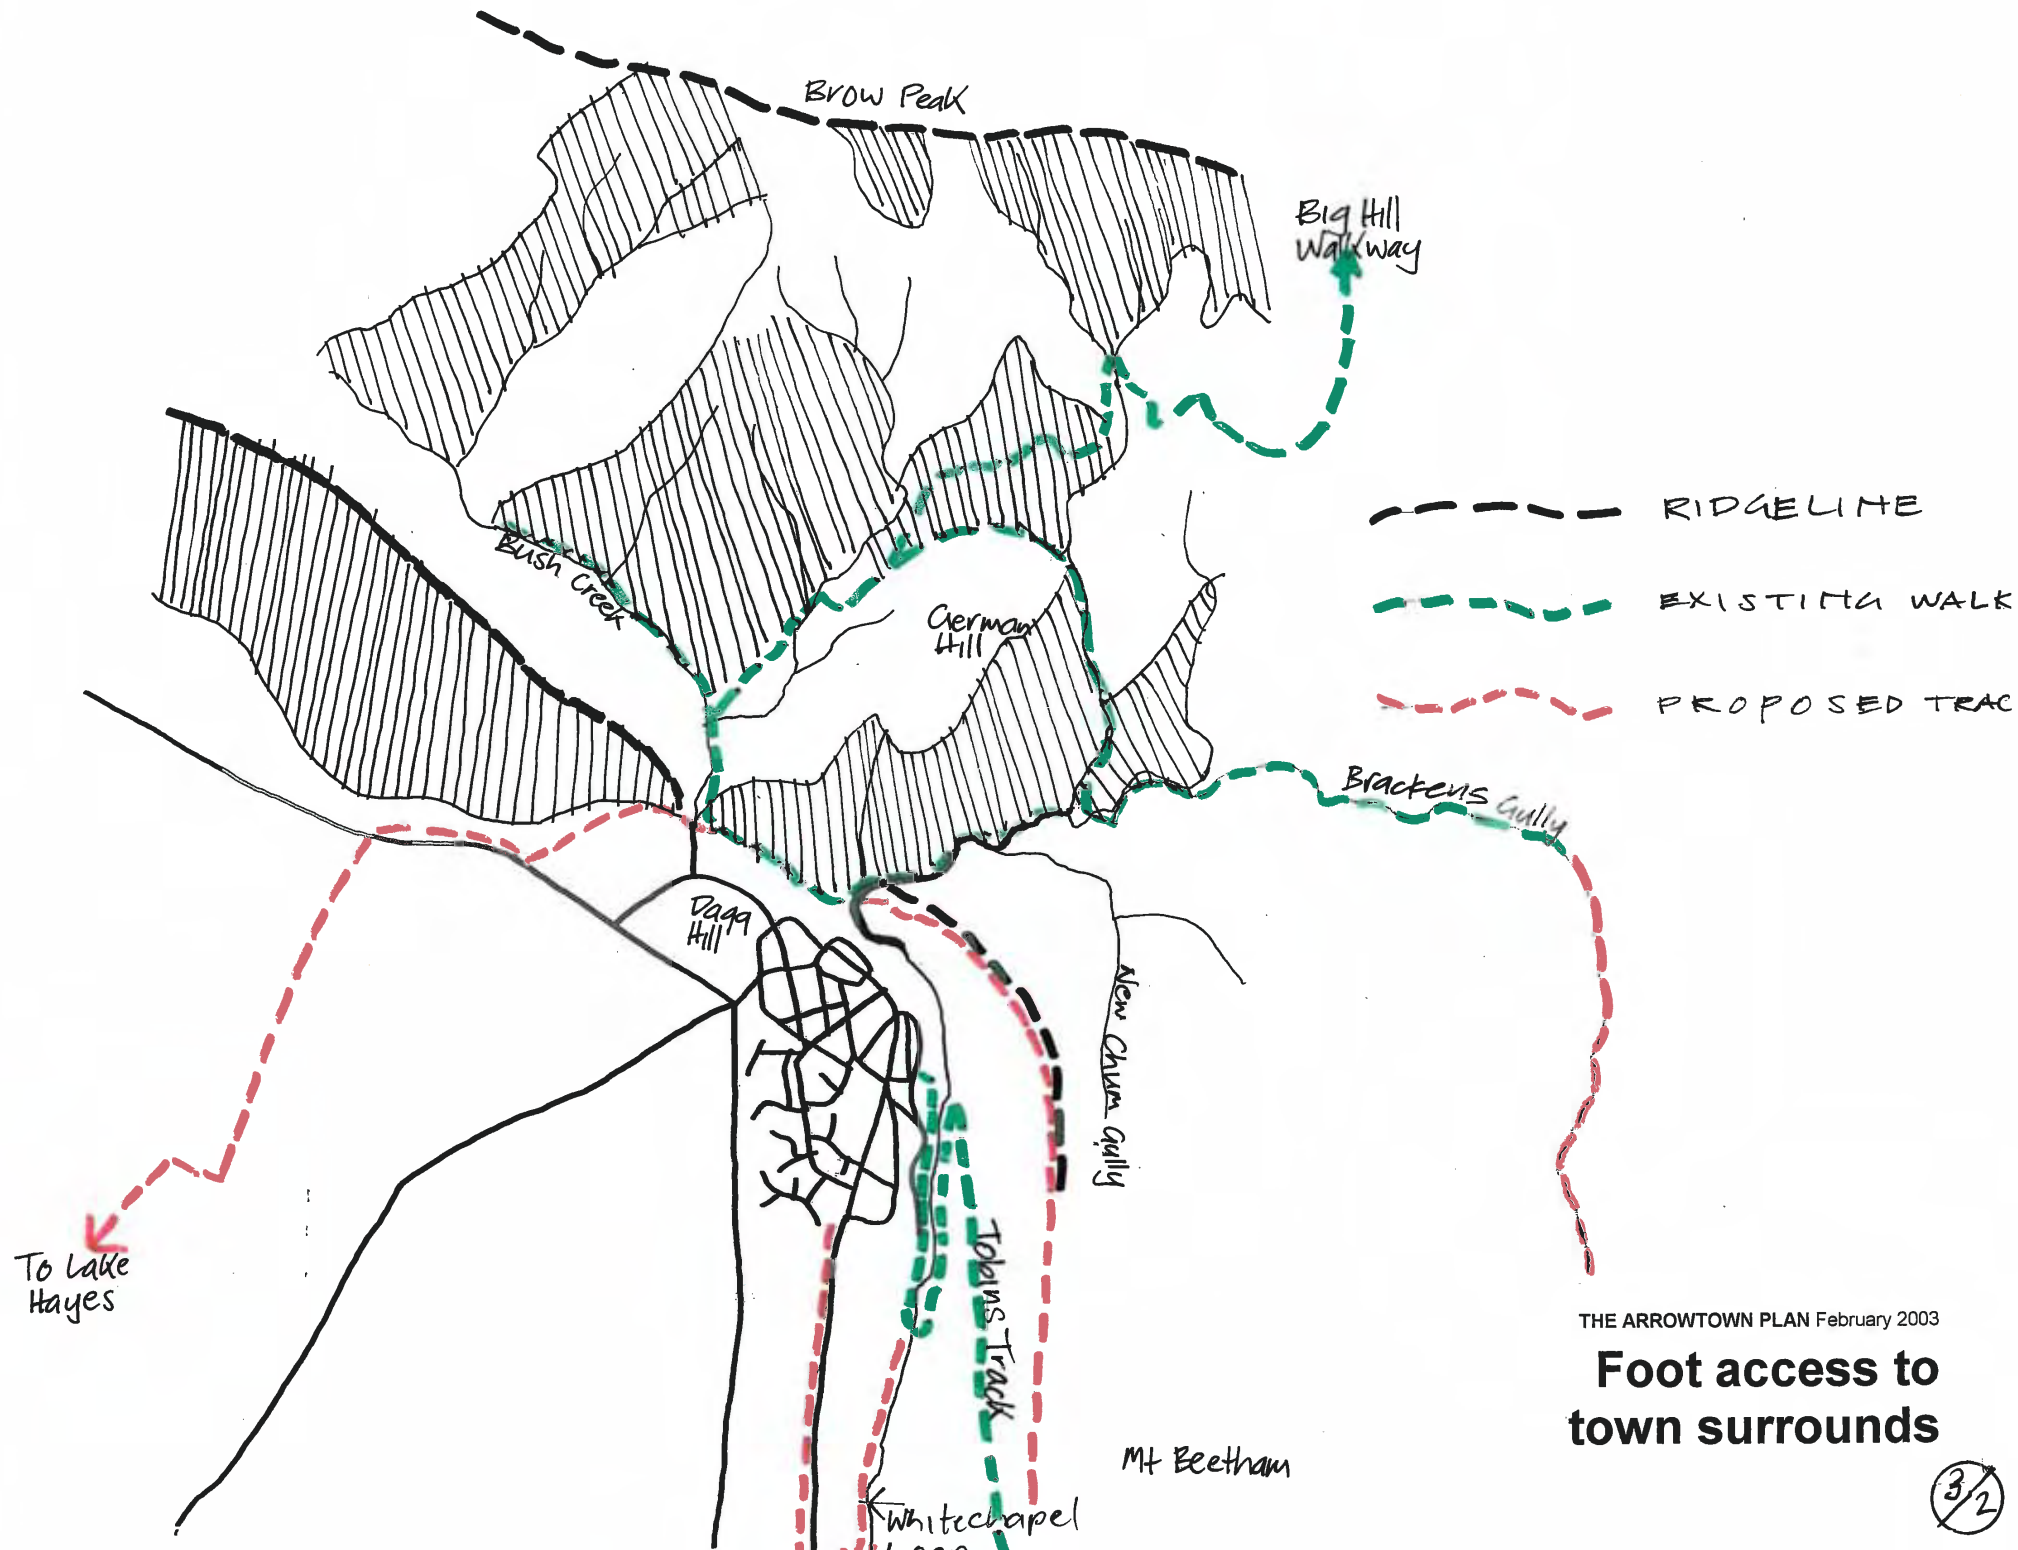 Brow Peak
Big Hill
Walkway
RIDGELINE
EXISTING WALK
PROPOSED TRAC
Bush Creek
German
Hill
Brackens Gully
Dagg
Hill
New Chum Gully
To Lake
Hayes
Tobins Track
Mt Beetham
Whitechapel
THE ARROWTOWN PLAN February 2003
Foot access to
town surrounds
3/2